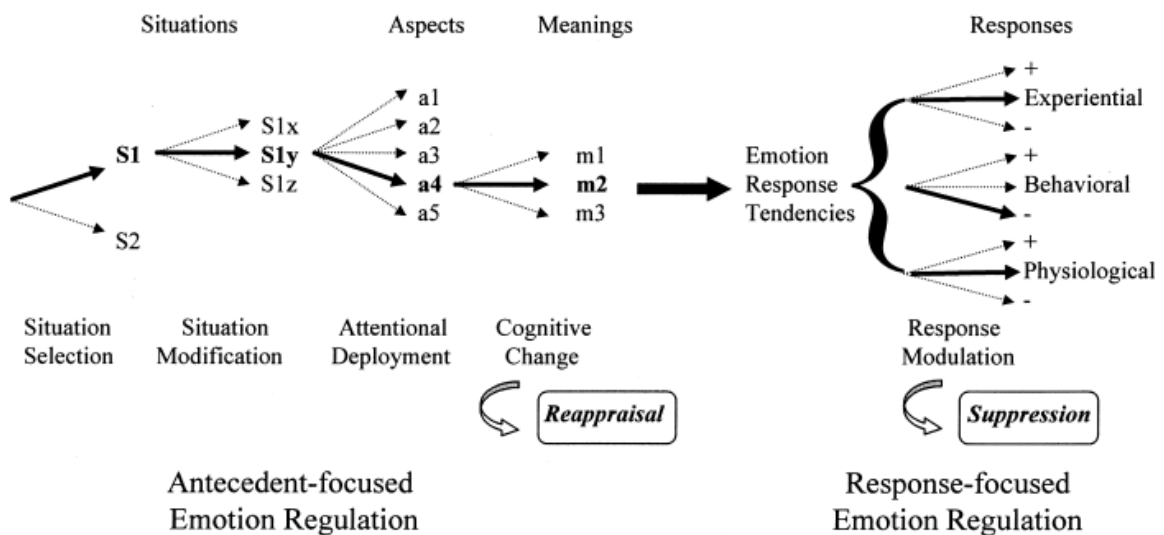 Situations
Aspects
Meanings
Responses
S1
S2
S1x
S1y
S1z
a1
a2
a3
a4
a5
m1
m2
m3
Emotion
Response
Tendencies
+
Experiential
-
+
Behavioral
-
+
Physiological
-
Situation
Selection
Situation
Modification
Attentional
Deployment
Cognitive
Change
Response
Modulation
Reappraisal
Suppression
Antecedent-focused
Emotion Regulation
Response-focused
Emotion Regulation